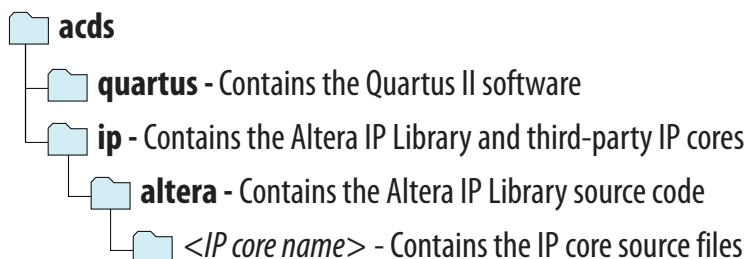 acds
quartus - Contains the Quartus II software
ip - Contains the Altera IP Library and third-party IP cores
altera - Contains the Altera IP Library source code
<IP core name> - Contains the IP core source files